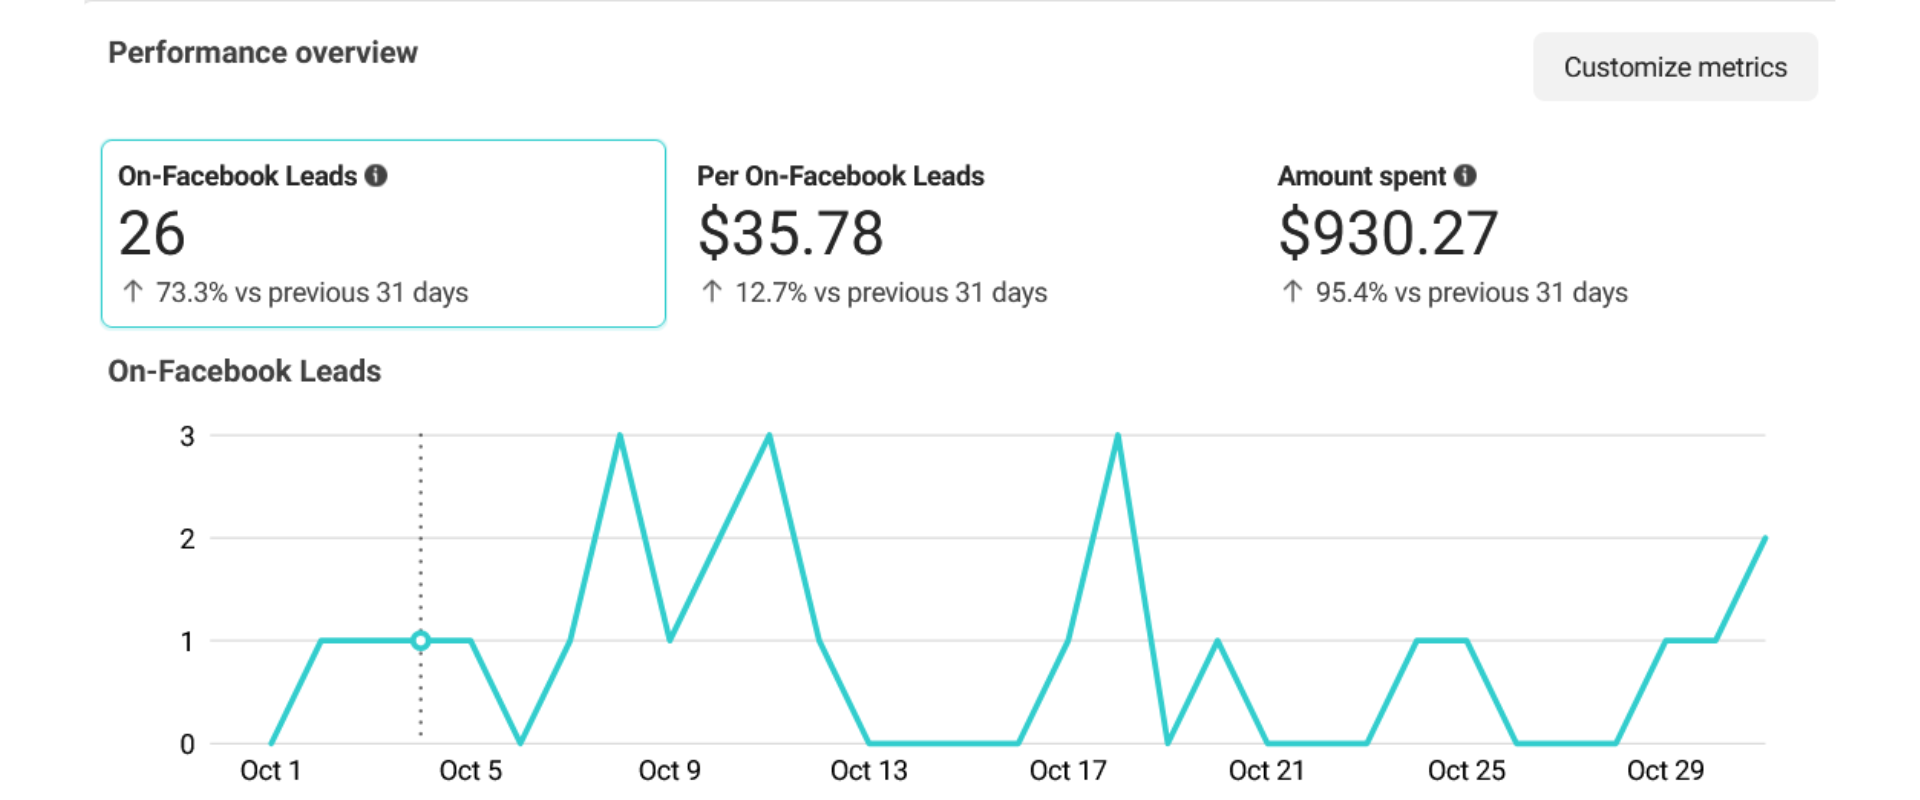 Performance overview
Customize metrics
On-Facebook Leads
Per On-Facebook Leads
Amount spent
26
$35.78
$930.27
↑ 73.3% vs previous 31 days
↑ 12.7% vs previous 31 days
↑ 95.4% vs previous 31 days
On-Facebook Leads
3
2
1
0
Oct 1 Oct 5 Oct 9 Oct 13 Oct 17 Oct 21 Oct 25 Oct 29